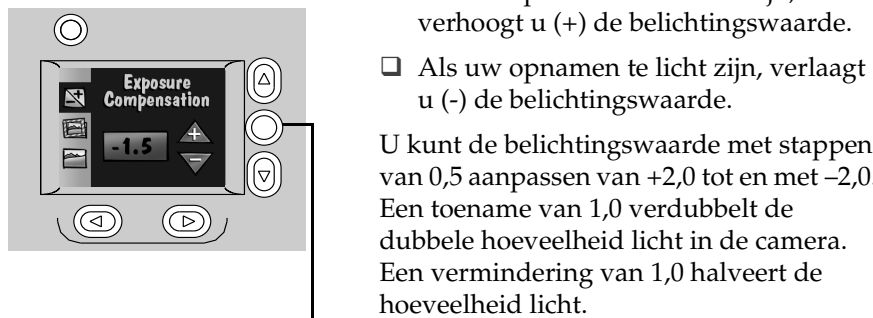 Exposure
Compensation
-1.5
verhoogt u (+) de belichtingswaarde.
❑ Als uw opnamen te licht zijn, verlaagt
u (-) de belichtingswaarde.
U kunt de belichtingswaarde met stappen
van 0,5 aanpassen van +2,0 tot en met –2,0.
Een toename van 1,0 verdubbelt de
dubbele hoeveelheid licht in de camera.
Een vermindering van 1,0 halveert de
hoeveelheid licht.